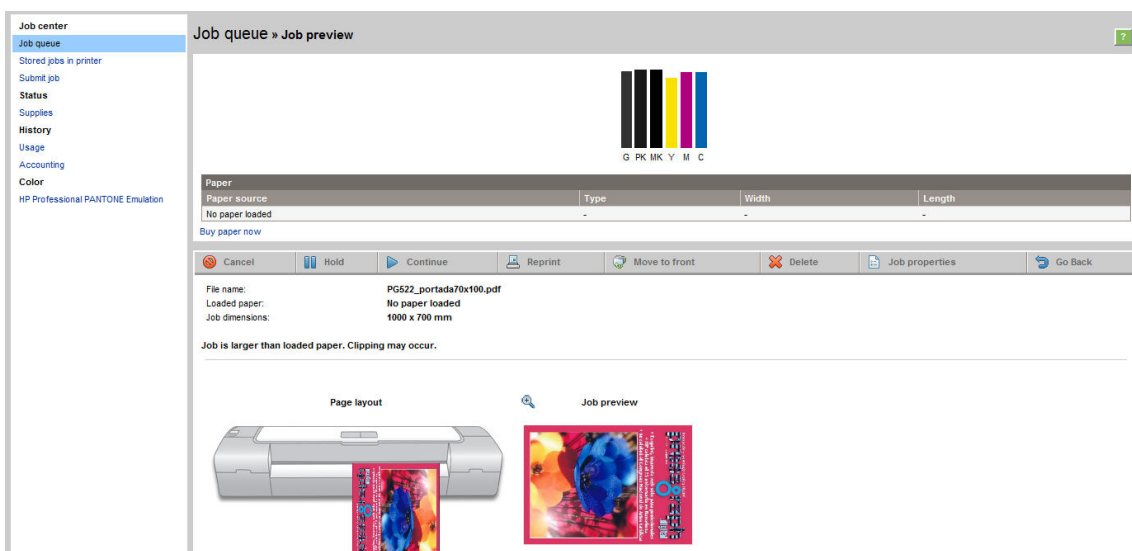 Job center
Job queue
Stored jobs in printer
Submit job
Status
Supplies
History
Usage
Accounting
Color
HP Professional PANTONE Emulation
Job queue » Job preview
?
G PK MK Y M C
Paper
Paper source Type Width Length
No paper loaded - - -
Buy paper now
Cancel Hold Continue Reprint Move to front Delete Job properties Go Back
File name: PG522_portada70x100.pdf
Loaded paper: No paper loaded
Job dimensions: 1000 x 700 mm
Job is larger than loaded paper. Clipping may occur.
Page layout Job preview